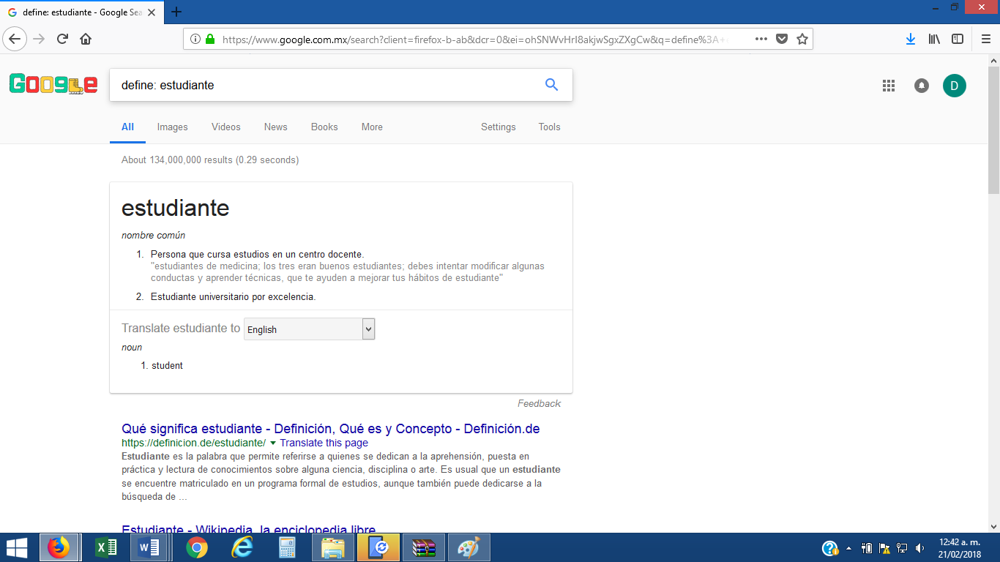 define: estudiante - Google Sea
https://www.google.com.mx/search?client=firefox-b-ab&dcr=0&ei=ohSNWvHrI8akjwSgxZXgCw&q=define%3A+
Google
define: estudiante
D
All Images Videos News Books More Settings Tools
About 134,000,000 results (0.29 seconds)
estudiante
nombre común
1. Persona que cursa estudios en un centro docente.
"estudiantes de medicina; los tres eran buenos estudiantes; debes intentar modificar algunas
conductas y aprender técnicas, que te ayuden a mejorar tus hábitos de estudiante"
2. Estudiante universitario por excelencia.
Translate estudiante to English
noun
1. student
Feedback
Qué significa estudiante - Definición, Qué es y Concepto - Definición.de
https://definicion.de/estudiante/ Translate this page
Estudiante es la palabra que permite referirse a quienes se dedican a la aprehensión, puesta en
práctica y lectura de conocimientos sobre alguna ciencia, disciplina o arte. Es usual que un estudiante
se encuentre matriculado en un programa formal de estudios, aunque también puede dedicarse a la
búsqueda de ...
Estudiante - Wikipedia, la enciclopedia libre
12:42 a. m.
21/02/2018